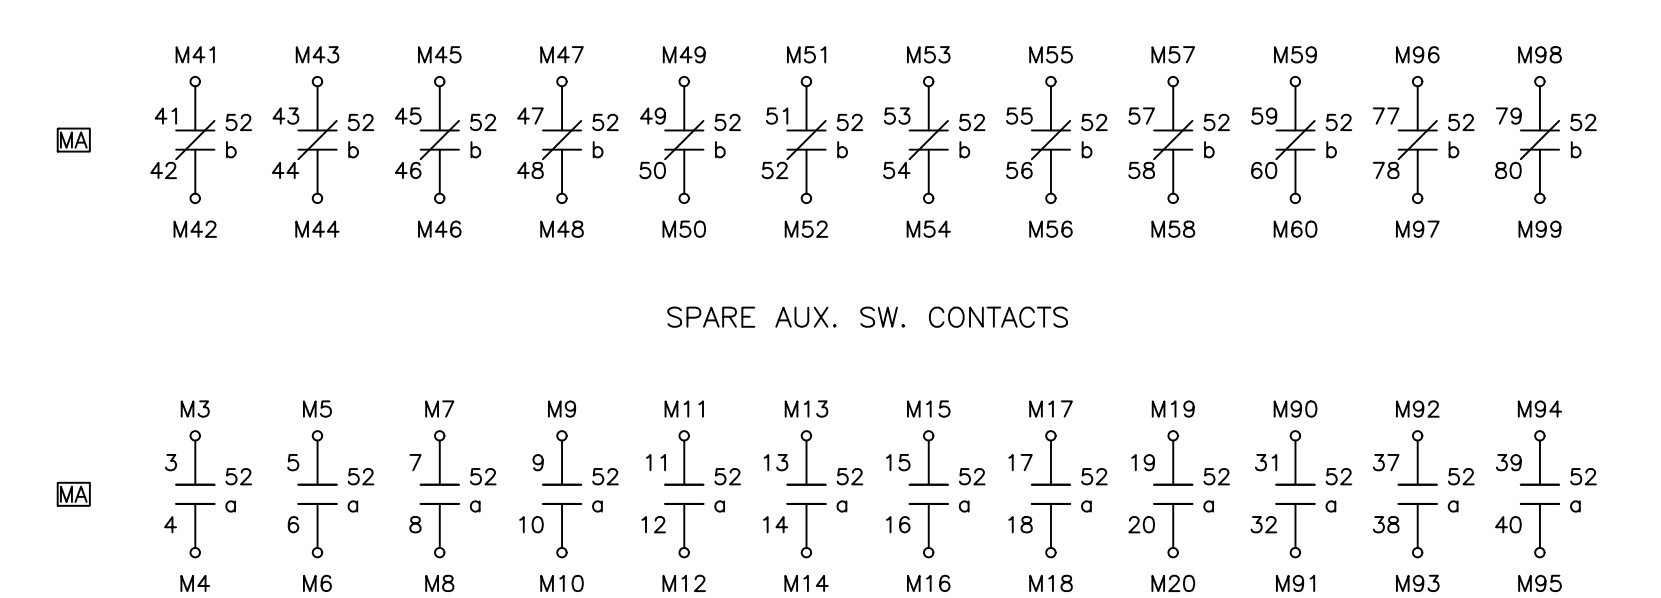 M41 M43 M45 M47 M49 M51 M53 M55 M57 M59 M96 M98
41 52 43 52 45 52 47 52 49 52 51 52 53 52 55 52 57 52 59 52 77 52 79 52
MA b b b b b b b b b b b b
42 44 46 48 50 52 54 56 58 60 78 80
M42 M44 M46 M48 M50 M52 M54 M56 M58 M60 M97 M99
SPARE AUX. SW. CONTACTS
M3 M5 M7 M9 M11 M13 M15 M17 M19 M90 M92 M94
3 5 7 9 11 13 15 17 19 31 37 39
52 52 52 52 52 52 52 52 52 52 52 52
MA a a a a a a a a a a a a
4 6 8 10 12 14 16 18 20 32 38 40
M4 M6 M8 M10 M12 M14 M16 M18 M20 M91 M93 M95